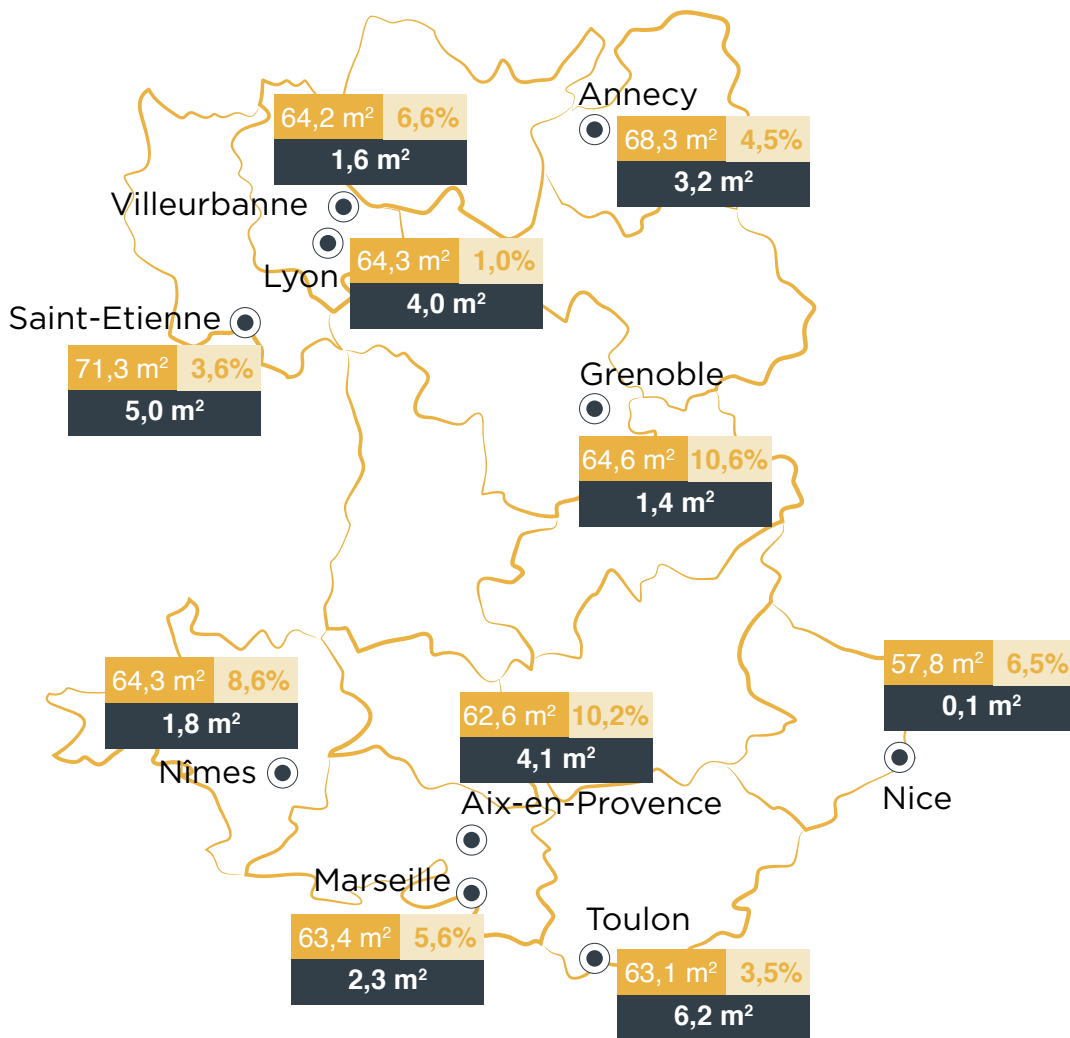 Annecy
64,2 m² 6,6%
1,6 m²
68,3 m² 4,5%
3,2 m²
Villeurbanne
Lyon
64,3 m² 1,0%
4,0 m²
Saint-Etienne
71,3 m² 3,6%
5,0 m²
Grenoble
64,6 m² 10,6%
1,4 m²
57,8 m² 6,5%
0,1 m²
Nice
64,3 m² 8,6%
1,8 m²
Nîmes
62,6 m² 10,2%
4,1 m²
Aix-en-Provence
Marseille
63,4 m² 5,6%
2,3 m²
Toulon
63,1 m² 3,5%
6,2 m²